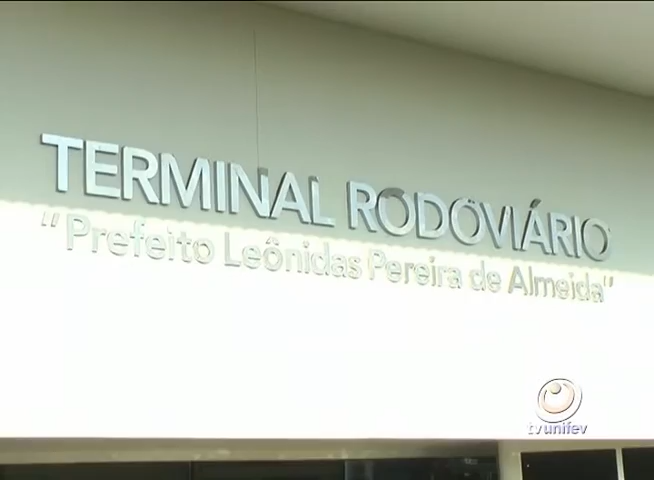 TERMINAL RODOVIÁRIO
"Prefeito Leônidas Pereira de Almeida"
tvunifev